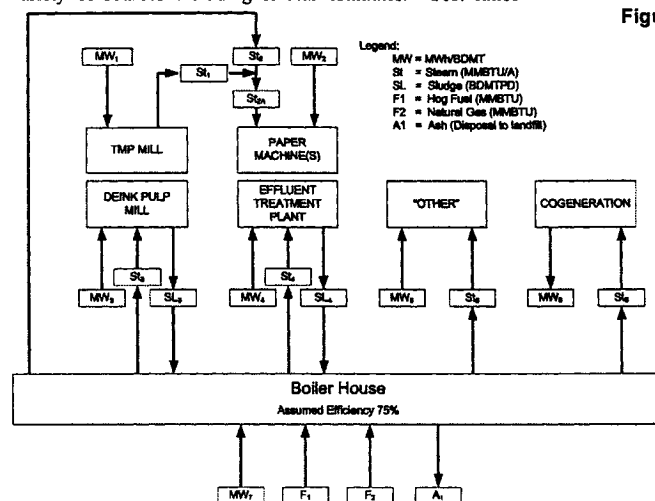 Figu
Legend:
MW = MWh/BDMT
St = Steam (MMBTU/A)
SL = Sludge (BDMTPD)
F1 = Hog Fuel (MMBTU)
F2 = Natural Gas (MMBTU)
A1 = Ash (Disposal to landfill)
MW₁
St₁
St₂
MW₂
St₂ₐ
TMP MILL
PAPER MACHINE(S)
DEINK PULP MILL
EFFLUENT TREATMENT PLANT
"OTHER"
COGENERATION
St₃
St₄
MW₃
SL₃
MW₄
SL₄
MW₅
St₅
MW₆
St₆
Boiler House
Assumed Efficiency 75%
MW₇
F₁
F₂
A₁